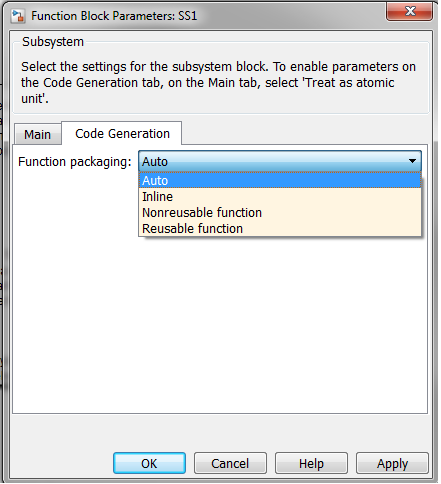 Function Block Parameters: SS1
Subsystem
Select the settings for the subsystem block. To enable parameters on
the Code Generation tab, on the Main tab, select 'Treat as atomic
unit'.
Main
Code Generation
Function packaging: Auto
Auto
Inline
Nonreusable function
Reusable function
OK
Cancel
Help
Apply